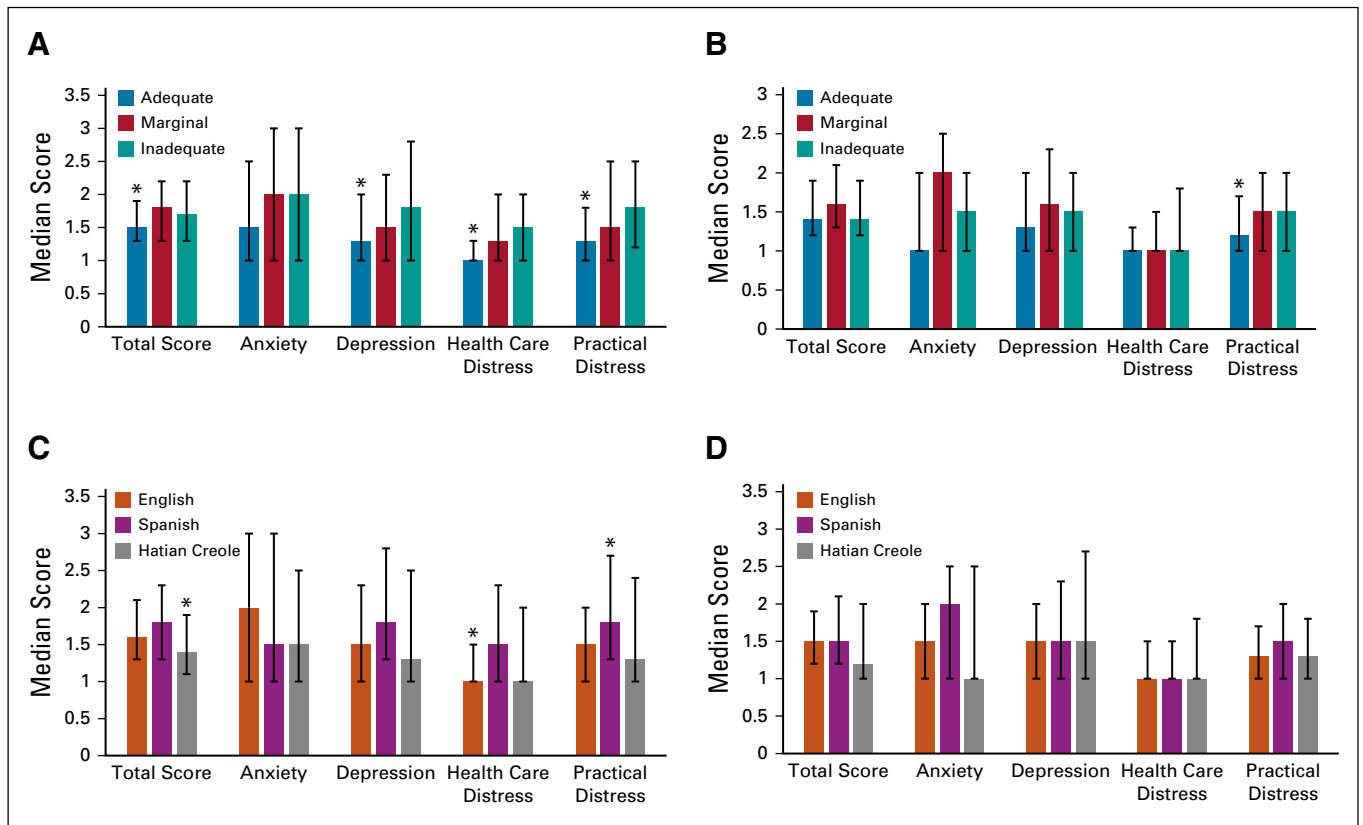 A
Median Score
3.5
3
2.5
2
1.5
1
0.5
0
Adequate
Marginal
Inadequate
*
*
*
*
Total Score
Anxiety
Depression
Health Care
Distress
Practical
Distress
B
Median Score
3
2.5
2
1.5
1
0.5
0
Adequate
Marginal
Inadequate
*
Total Score
Anxiety
Depression
Health Care
Distress
Practical
Distress
C
Median Score
3.5
3
2.5
2
1.5
1
0.5
0
English
Spanish
Hatian Creole
*
*
*
Total Score
Anxiety
Depression
Health Care
Distress
Practical
Distress
D
Median Score
3.5
3
2.5
2
1.5
1
0.5
0
English
Spanish
Hatian Creole
Total Score
Anxiety
Depression
Health Care
Distress
Practical
Distress